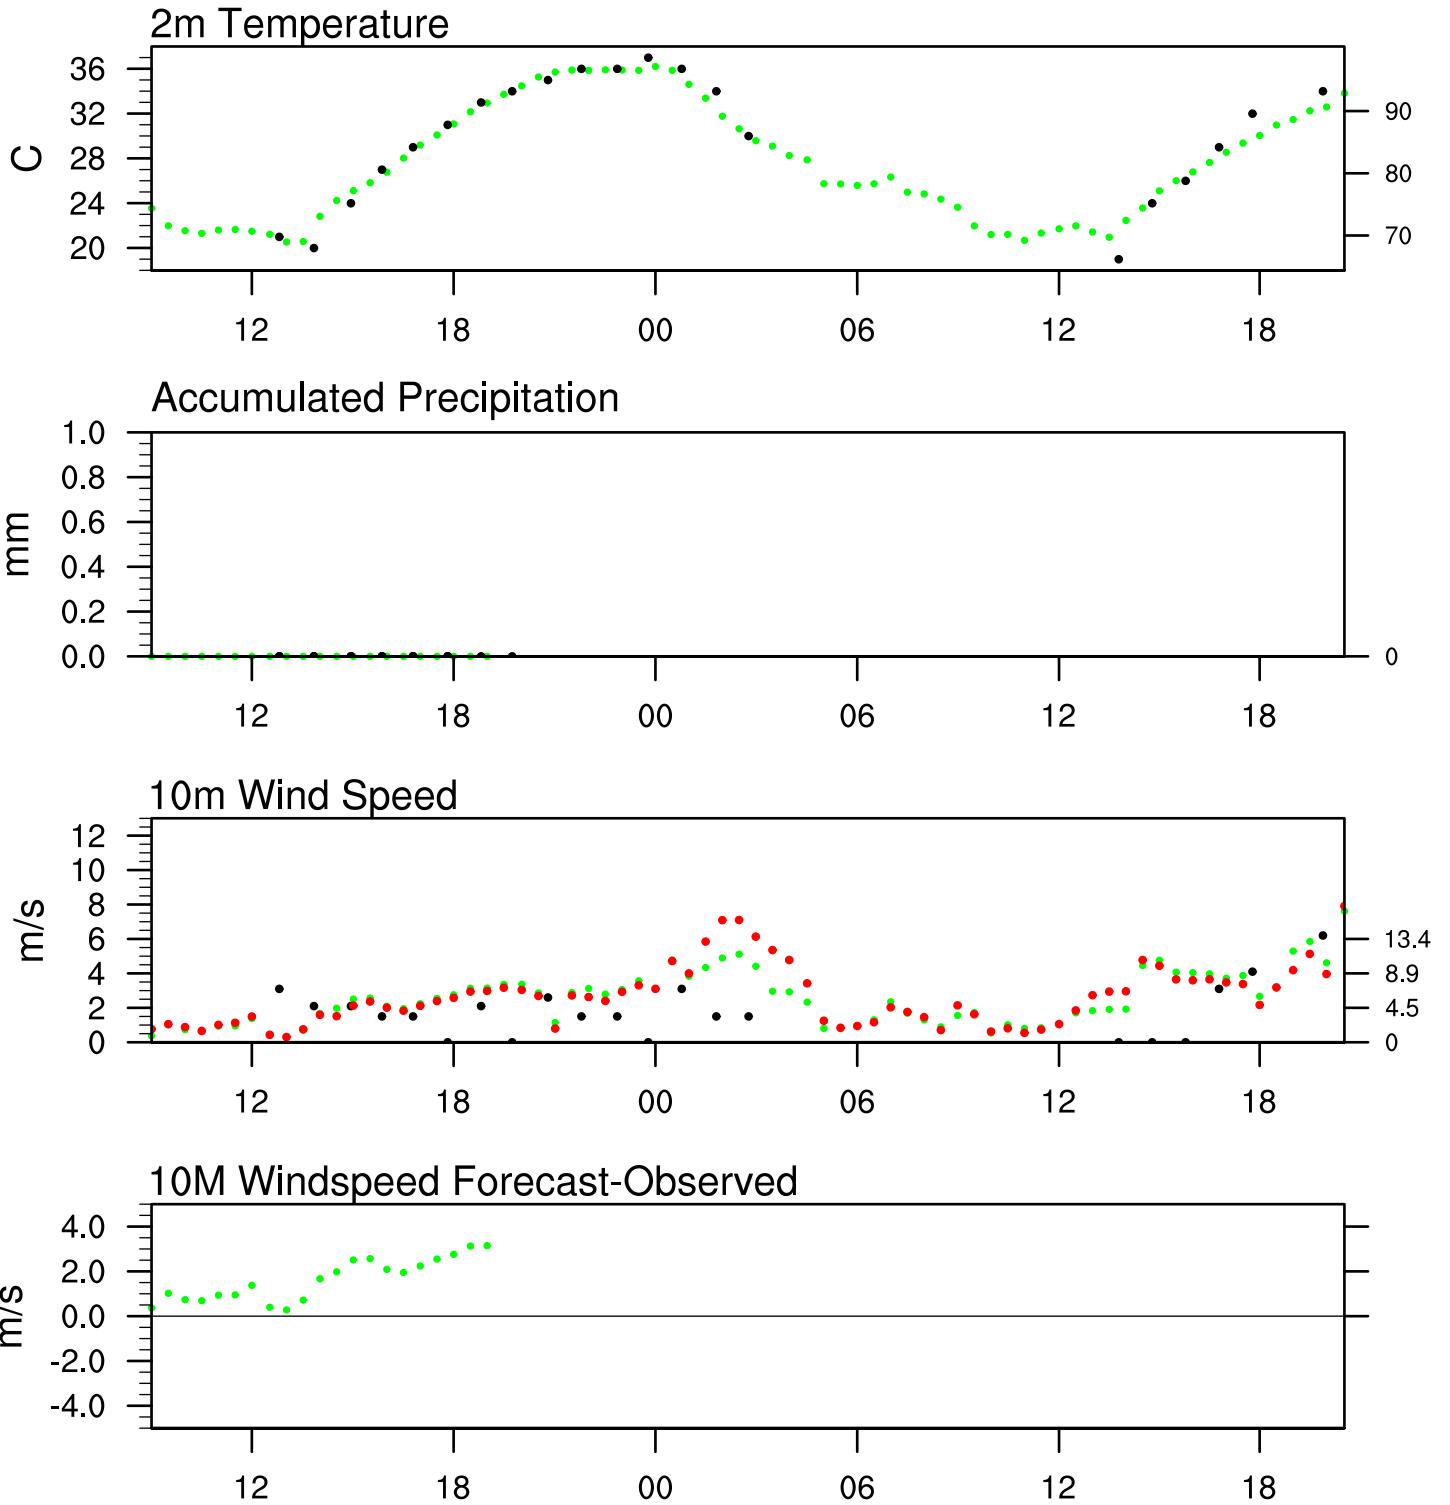 2m Temperature
36
32
28
24
20
C
90
80
70
12 18 00 06 12 18
Accumulated Precipitation
1.0
0.8
0.6
0.4
0.2
0.0
mm
0
12 18 00 06 12 18
10m Wind Speed
12
10
8
6
4
2
0
m/s
13.4
8.9
4.5
0
12 18 00 06 12 18
10M Windspeed Forecast-Observed
4.0
2.0
0.0
-2.0
-4.0
m/s
12 18 00 06 12 18